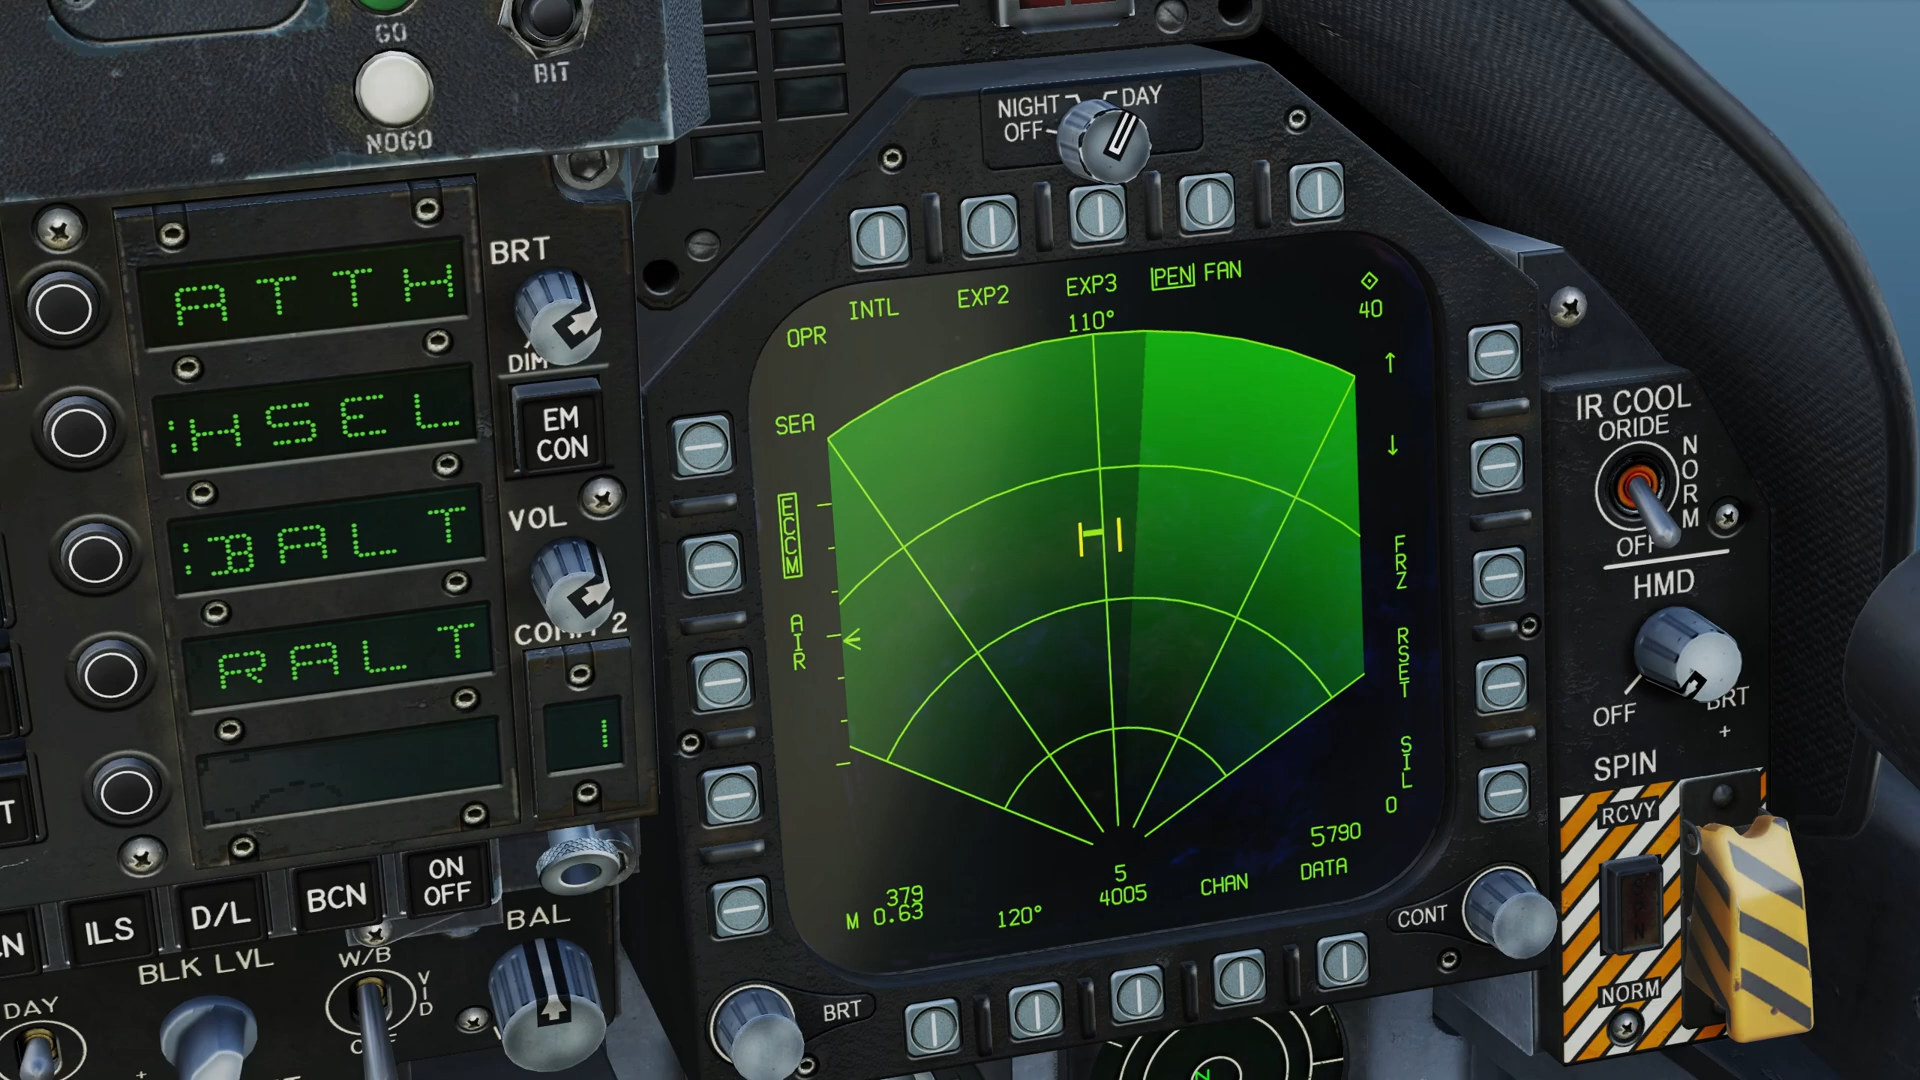 GO
BIT
NOGO
NIGHT
DAY
OFF
BRT
DIM
ATTH
:HSEL
:BALT
RALT
EM
CON
VOL
COMM 2
1
INTL
EXP2
EXP3
PEN
FAN
OPR
110°
40
SEA
ECCM
AIR
FRZ
RSET
SIL
0
5790
5
379
M 0.63
120°
4005
CHAN
DATA
IR COOL
ORIDE
NORM
OFF
HMD
OFF
BRT
+
SPIN
RCVY
NORM
CONT
BRT
ON
OFF
BCN
D/L
ILS
BAL
BLK LVL
W/B
VID
DAY
N